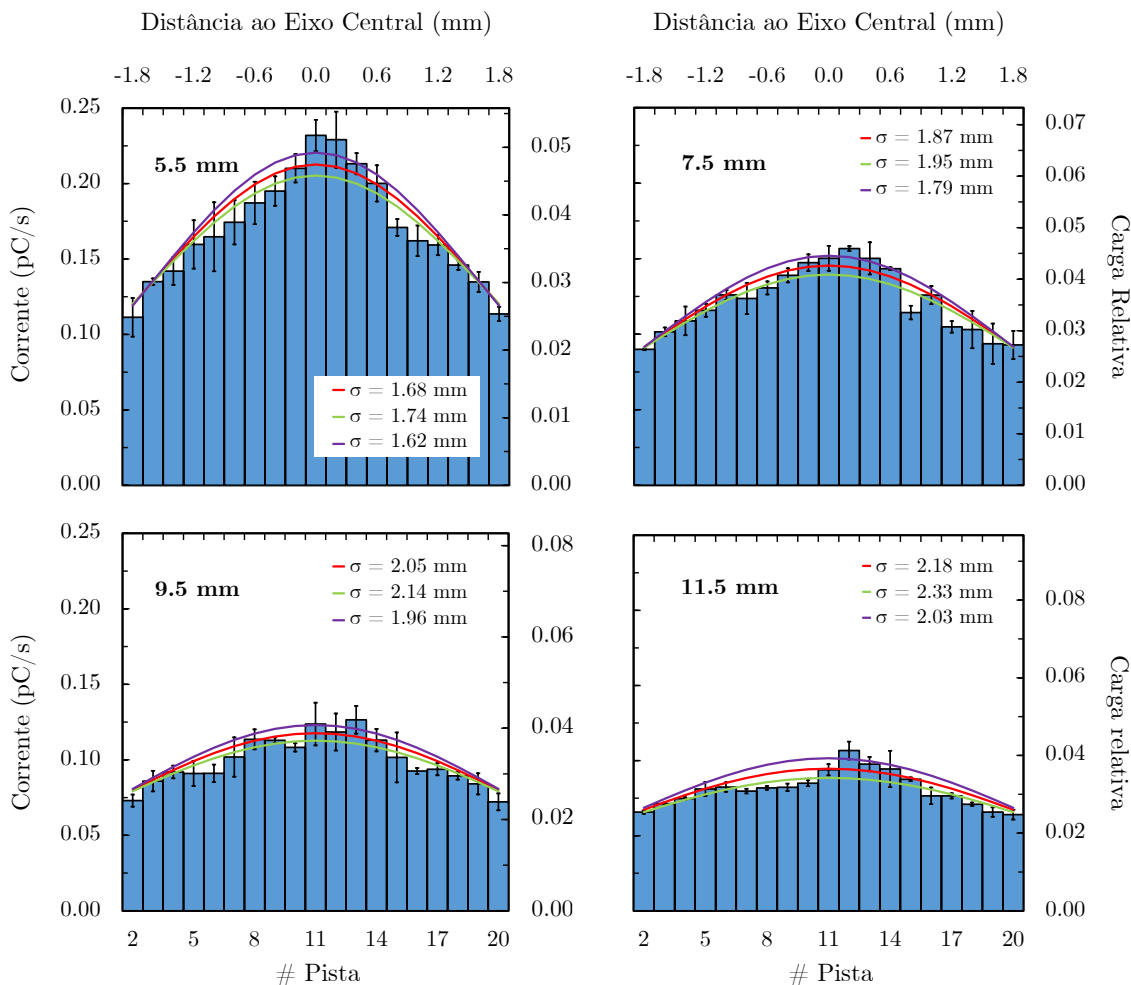 Distância ao Eixo Central (mm)
-1.8 -1.2 -0.6 0.0 0.6 1.2 1.8
Corrente (pC/s)
0.25
0.20
0.15
0.10
0.05
0.00
5.5 mm
σ = 1.68 mm
σ = 1.74 mm
σ = 1.62 mm
0.05
0.04
0.03
0.02
0.01
0.00
Distância ao Eixo Central (mm)
-1.8 -1.2 -0.6 0.0 0.6 1.2 1.8
7.5 mm
σ = 1.87 mm
σ = 1.95 mm
σ = 1.79 mm
0.07
0.06
0.05
0.04
0.03
0.02
0.01
0.00
Carga Relativa
Corrente (pC/s)
0.25
0.20
0.15
0.10
0.05
0.00
9.5 mm
σ = 2.05 mm
σ = 2.14 mm
σ = 1.96 mm
0.08
0.06
0.04
0.02
0.00
2 5 8 11 14 17 20
# Pista
11.5 mm
σ = 2.18 mm
σ = 2.33 mm
σ = 2.03 mm
0.08
0.06
0.04
0.02
0.00
Carga relativa
2 5 8 11 14 17 20
# Pista